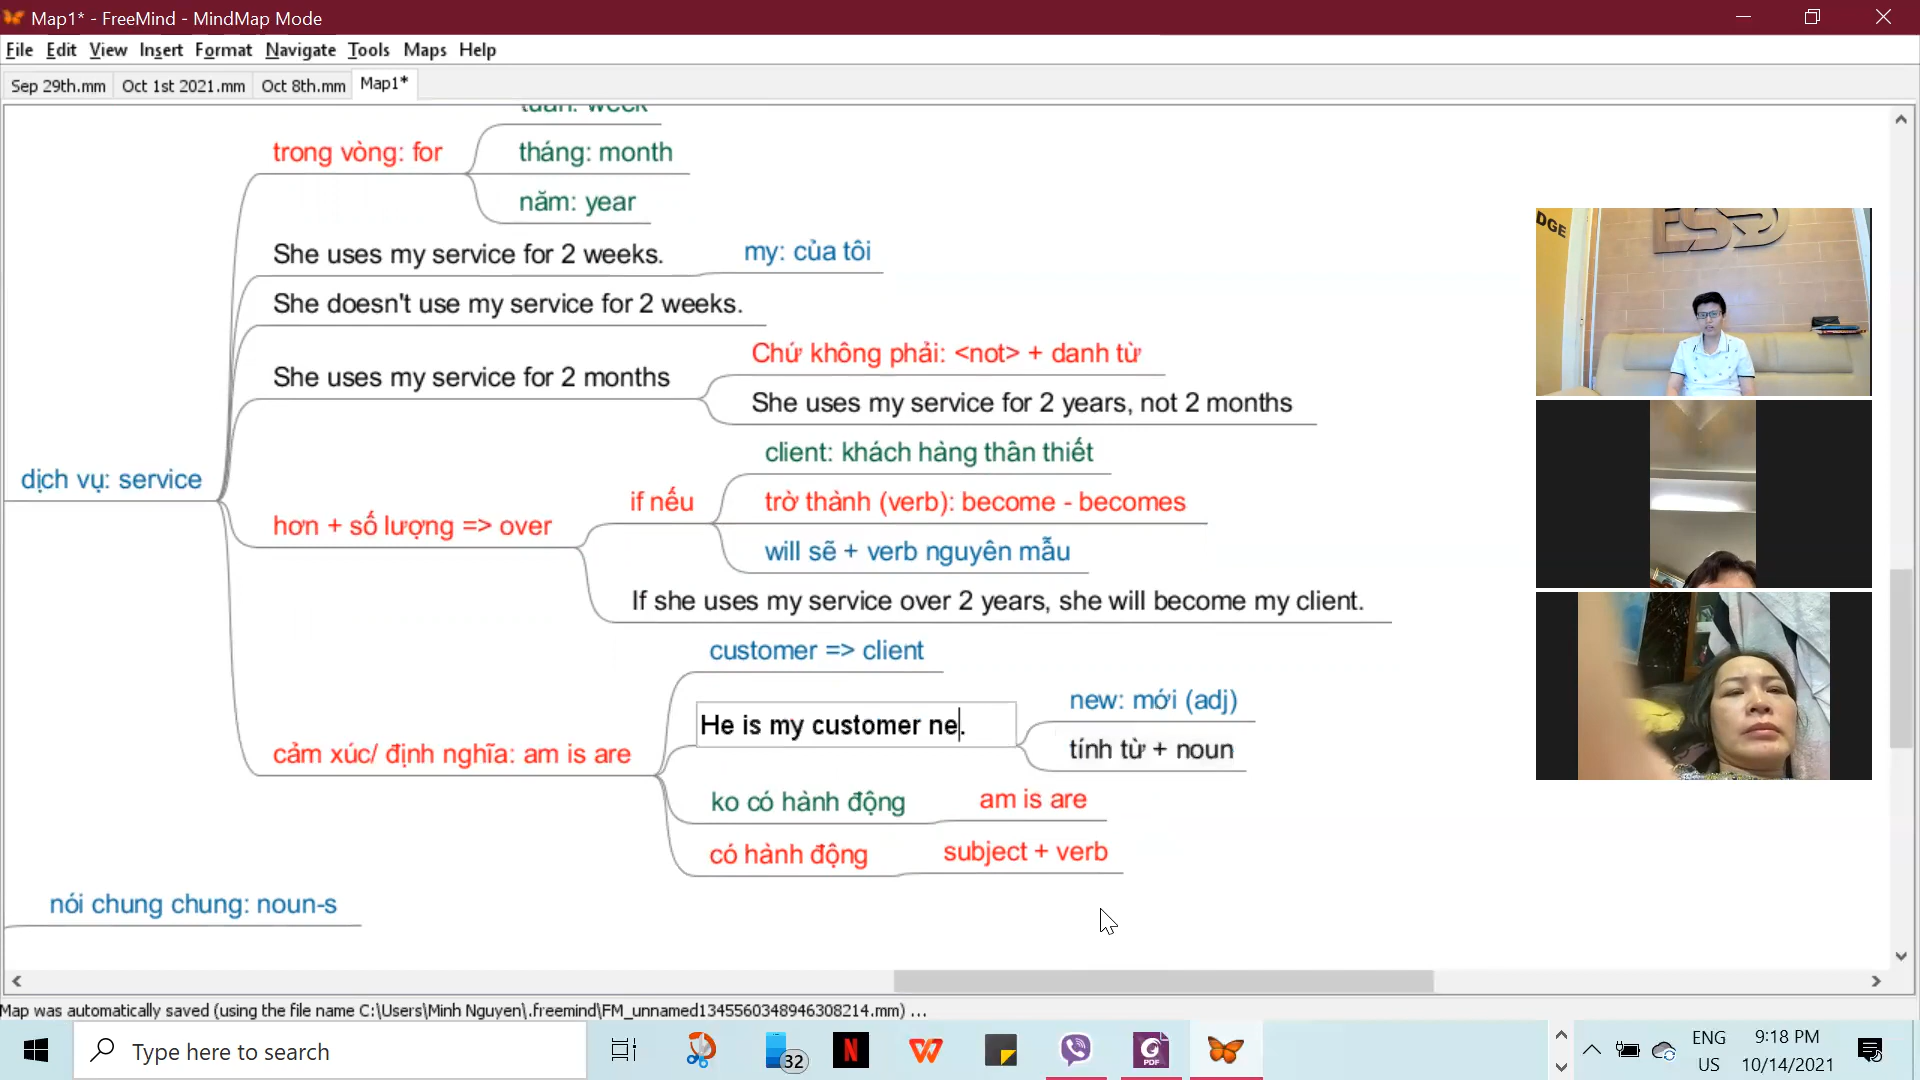 Map1* - FreeMind - MindMap Mode
File Edit View Insert Format Navigate Tools Maps Help
Sep 29th.mm Oct 1st 2021.mm Oct 8th.mm Map1*
tuần: week
trong vòng: for
tháng: month
năm: year
She uses my service for 2 weeks.
my: của tôi
She doesn't use my service for 2 weeks.
She uses my service for 2 months
Chứ không phải: <not> + danh từ
She uses my service for 2 years, not 2 months
dịch vụ: service
hơn + số lượng => over
if nếu
client: khách hàng thân thiết
trờ thành (verb): become - becomes
will sẽ + verb nguyên mẫu
If she uses my service over 2 years, she will become my client.
cảm xúc/ định nghĩa: am is are
customer => client
He is my customer ne.
new: mới (adj)
tính từ + noun
ko có hành động
am is are
có hành động
subject + verb
nói chung chung: noun-s
DGE
ESD
Map was automatically saved (using the file name C:\Users\Minh Nguyen\.freemind\FM_unnamed1345560348946308214.mm) ...
Type here to search
32
N
W
PDF
ENG
US
9:18 PM
10/14/2021